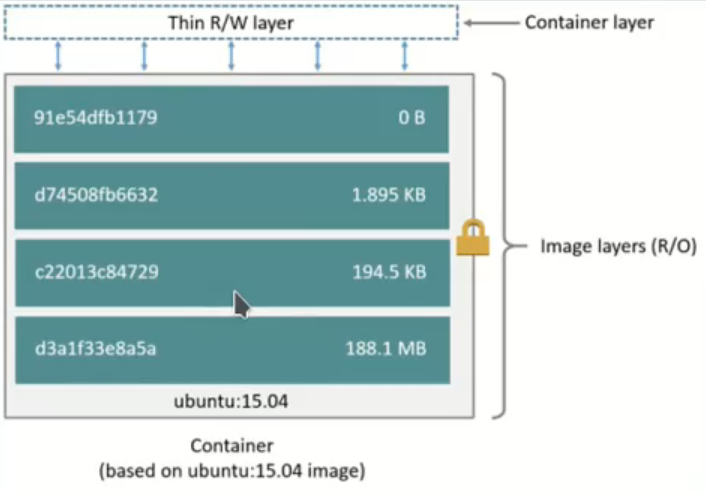 Thin R/W layer
Container layer
91e54dfb1179 0 B
d74508fb6632 1.895 KB
c22013c84729 194.5 KB
Image layers (R/O)
d3a1f33e8a5a 188.1 MB
ubuntu:15.04
Container
(based on ubuntu:15.04 image)